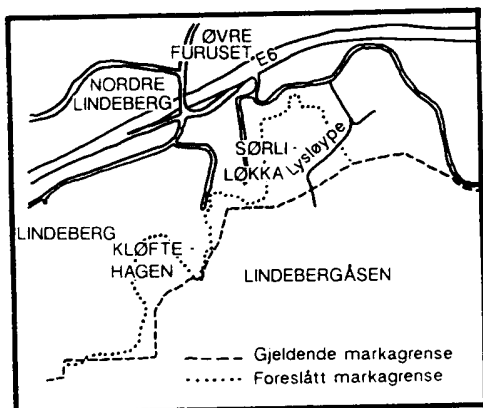 ØVRE
FURUSET
E6
NORDRE
LINDEBERG
SØRLI-
LØKKA
Lysløype
LINDEBERG
KLØFTE-
HAGEN
LINDEBERGÅSEN
Gjeldende markagrense
Foreslått markagrense